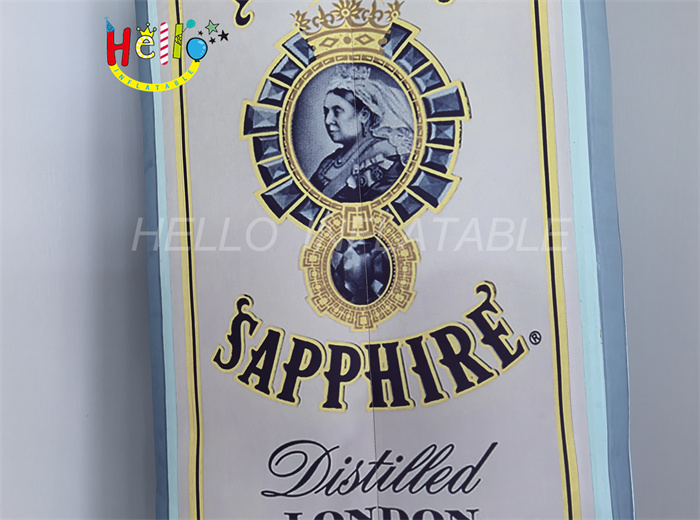 Hello
INFLATABLE
HELLO INFLATABLE
SAPPHIRE®
Distilled
LONDON